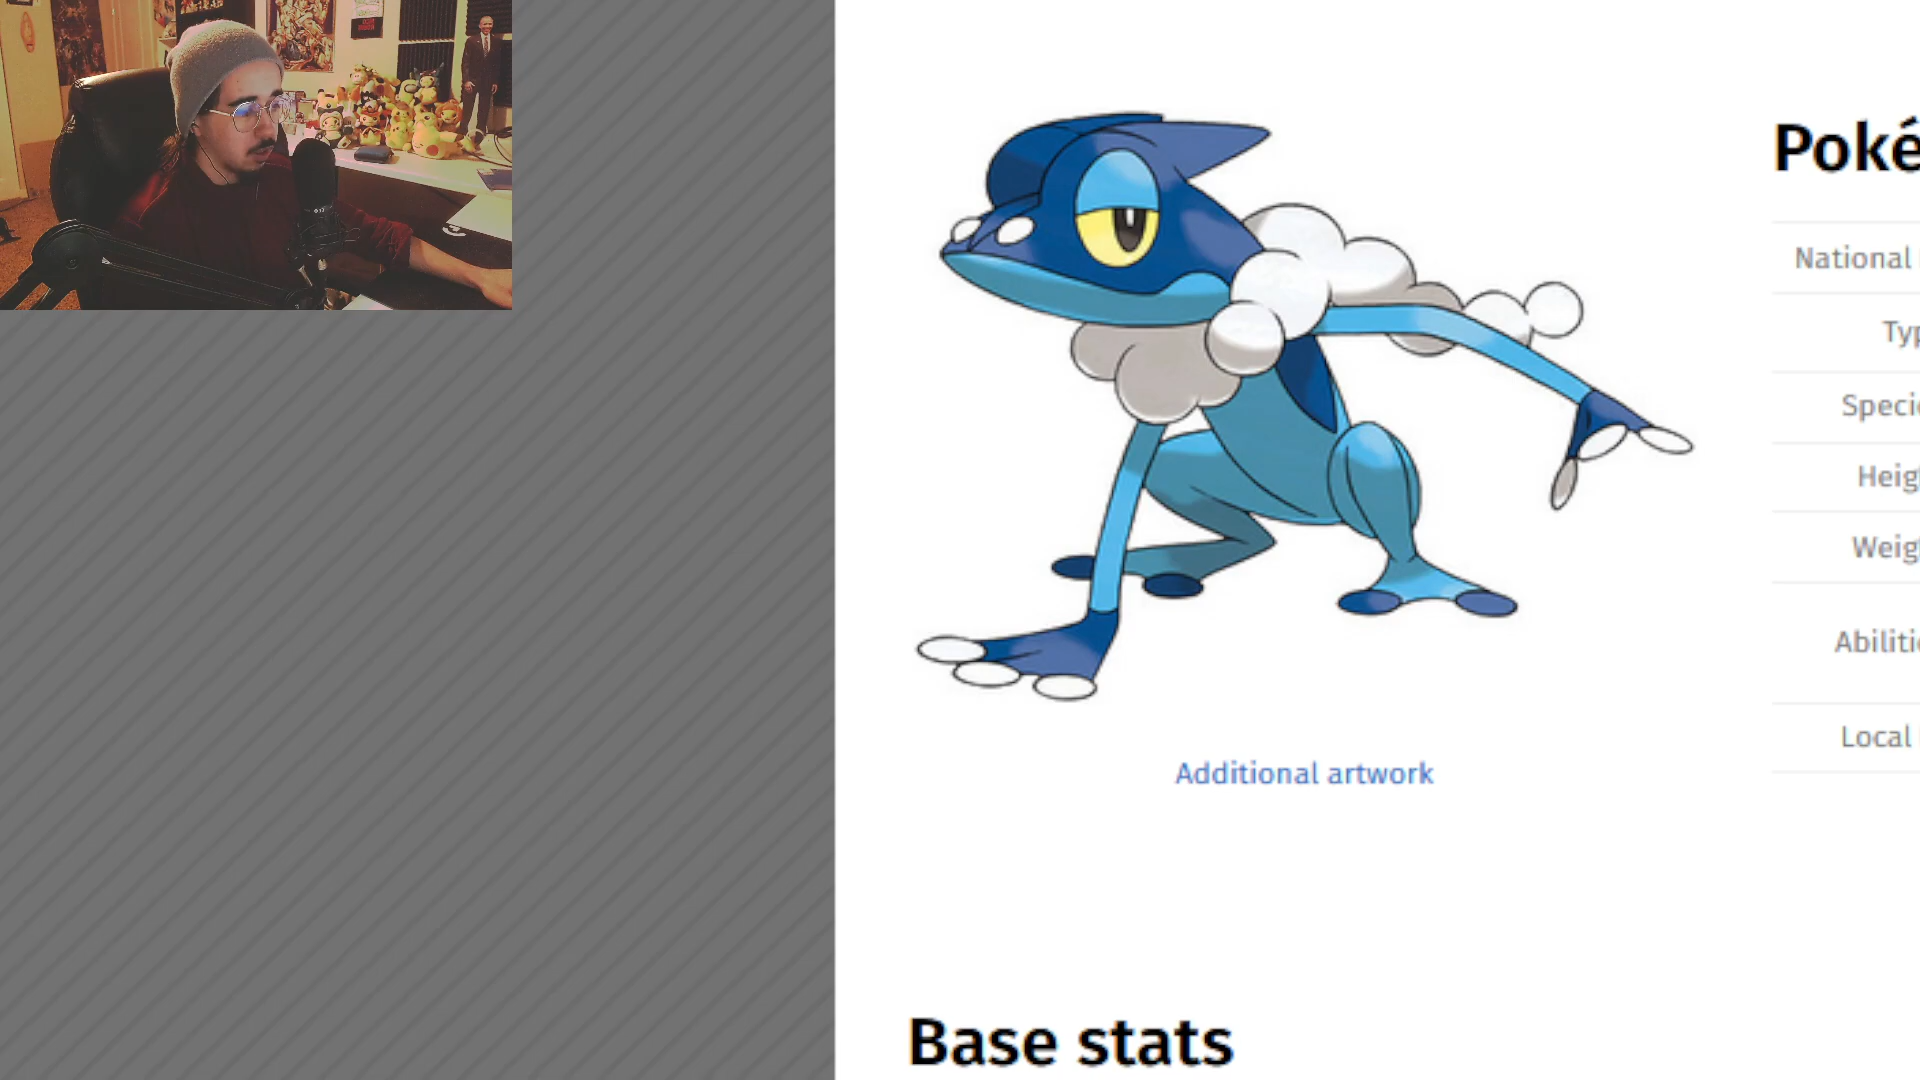 Poké
National
Typ
Speci
Heig
Weig
Abiliti
Local
Additional artwork
Base stats